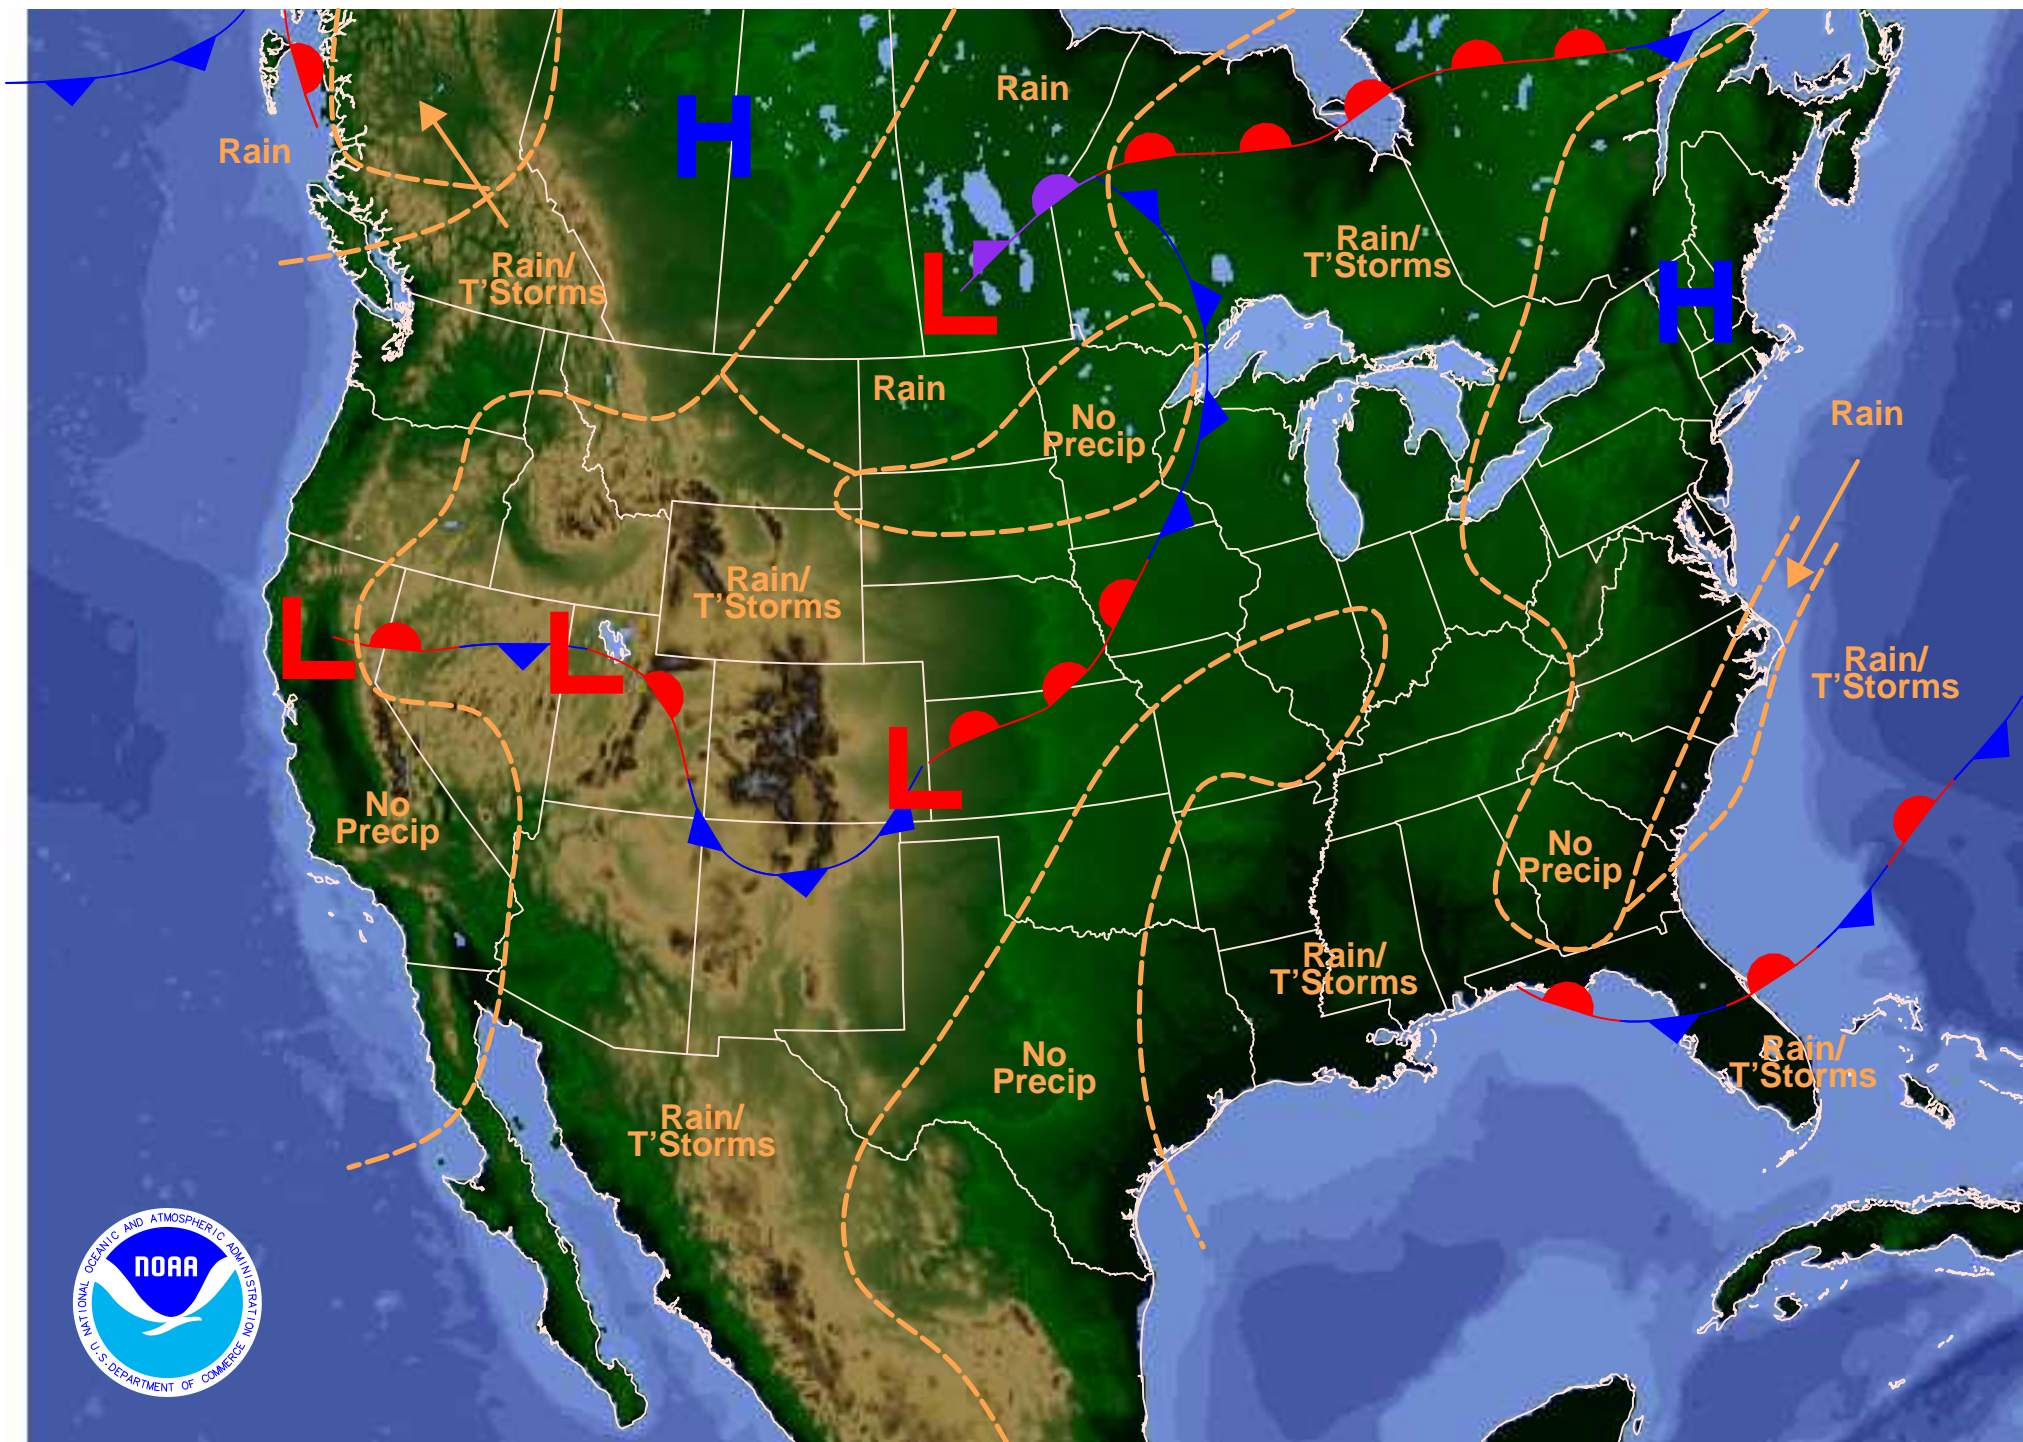 Rain
H
Rain
Rain/
T'Storms
L
Rain/
T'Storms
H
Rain
No
Precip
Rain
Rain/
T'Storms
L
L
Rain/
T'Storms
L
No
Precip
No
Precip
Rain/
T'Storms
No
Precip
Rain/
T'Storms
Rain/
T'Storms
NATIONAL OCEANIC AND ATMOSPHERIC ADMINISTRATION
NOAA
U.S. DEPARTMENT OF COMMERCE